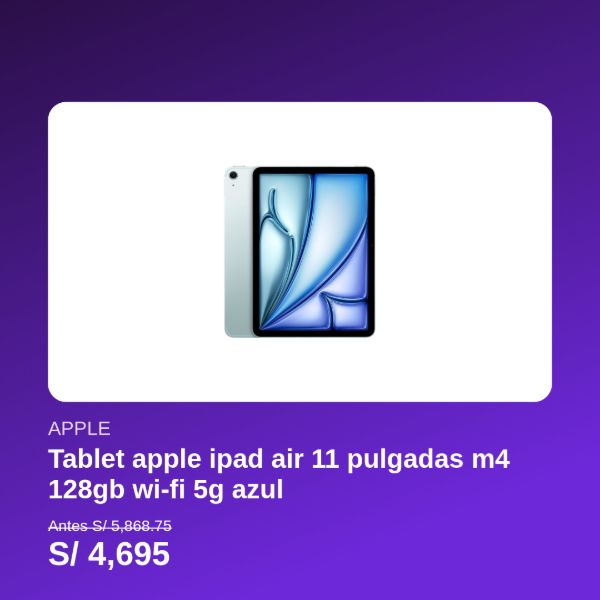 APPLE
Tablet apple ipad air 11 pulgadas m4
128gb wi-fi 5g azul
Antes S/ 5,868.75
S/ 4,695